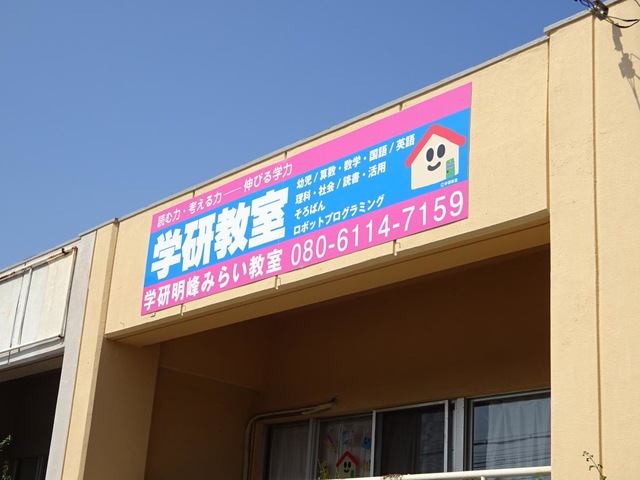 読む力・考える力――伸びる学力
学研教室
幼児/算数・数学・国語/英語
理科・社会/読書・活用
そろばん
ロボットプログラミング
学研明峰みらい教室 080-6114-7159